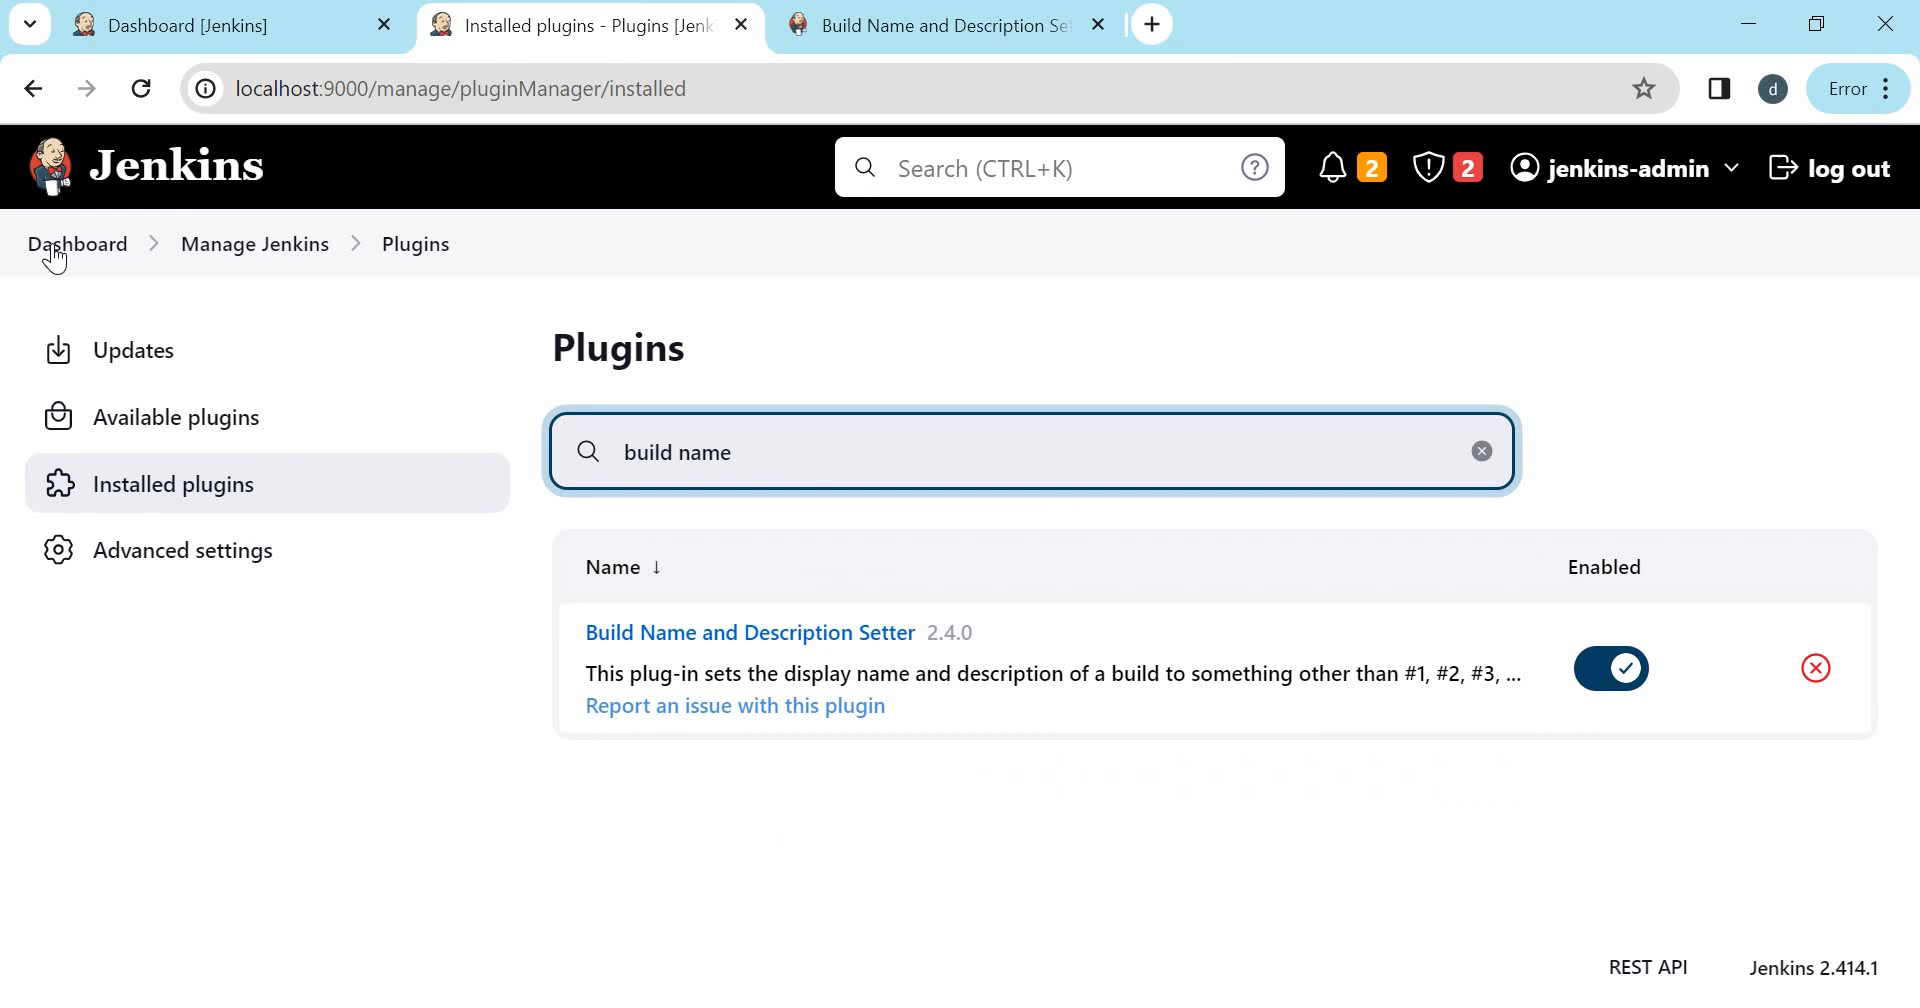 Dashboard [Jenkins]
Installed plugins - Plugins [Jenk
Build Name and Description Se
localhost:9000/manage/pluginManager/installed
d
Error
Jenkins
Search (CTRL+K)
2
2
jenkins-admin
log out
Dashboard
Manage Jenkins
Plugins
Updates
Available plugins
Installed plugins
Advanced settings
Plugins
build name
Name ↓
Enabled
Build Name and Description Setter 2.4.0
This plug-in sets the display name and description of a build to something other than #1, #2, #3, ...
Report an issue with this plugin
REST API
Jenkins 2.414.1